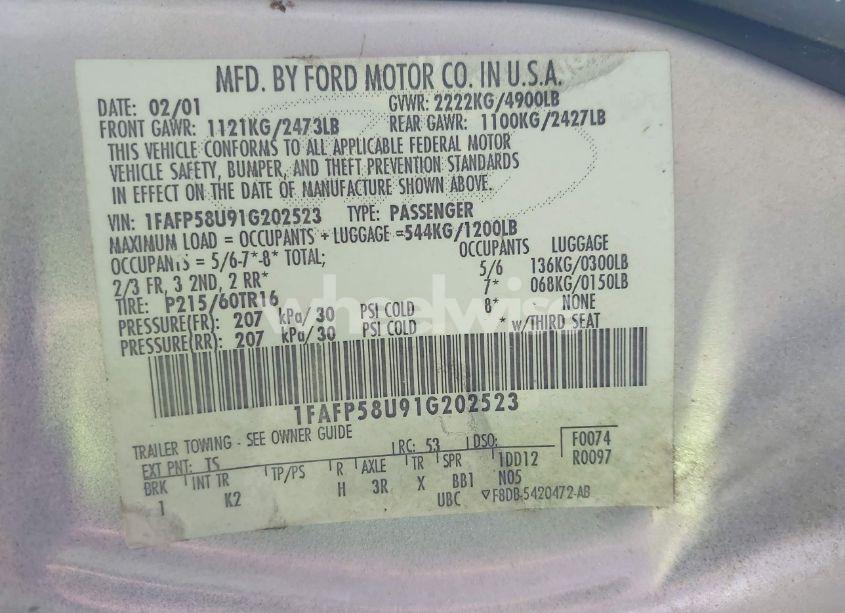 MFD. BY FORD MOTOR CO. IN U.S.A.
DATE: 02/01 GVWR: 2222KG/4900LB
FRONT GAWR: 1121KG/2473LB REAR GAWR: 1100KG/2427LB
THIS VEHICLE CONFORMS TO ALL APPLICABLE FEDERAL MOTOR
VEHICLE SAFETY, BUMPER, AND THEFT PREVENTION STANDARDS
IN EFFECT ON THE DATE OF MANUFACTURE SHOWN ABOVE.
VIN: 1FAFP58U91G202523 TYPE: PASSENGER
MAXIMUM LOAD = OCCUPANTS + LUGGAGE =544KG/1200LB
OCCUPANTS = 5/6-7*-8* TOTAL; OCCUPANTS LUGGAGE
2/3 FR, 3 2ND, 2 RR* 5/6 136KG/0300LB
TIRE: P215/60TR16 7* 068KG/0150LB
PRESSURE(FR): 207 kPa/ 30 PSI COLD 8* NONE
PRESSURE(RR): 207 kPa/ 30 PSI COLD * w/THIRD SEAT
wheelwise
1FAFP58U91G202523
TRAILER TOWING - SEE OWNER GUIDE
EXT PNT: TS RC: 53 DSO: F0074
BRK INT TR TP/PS R AXLE TR SPR 1DD12 R0097
1 K2 H 3R X BB1 N05
UBC F8DB-5420472-AB